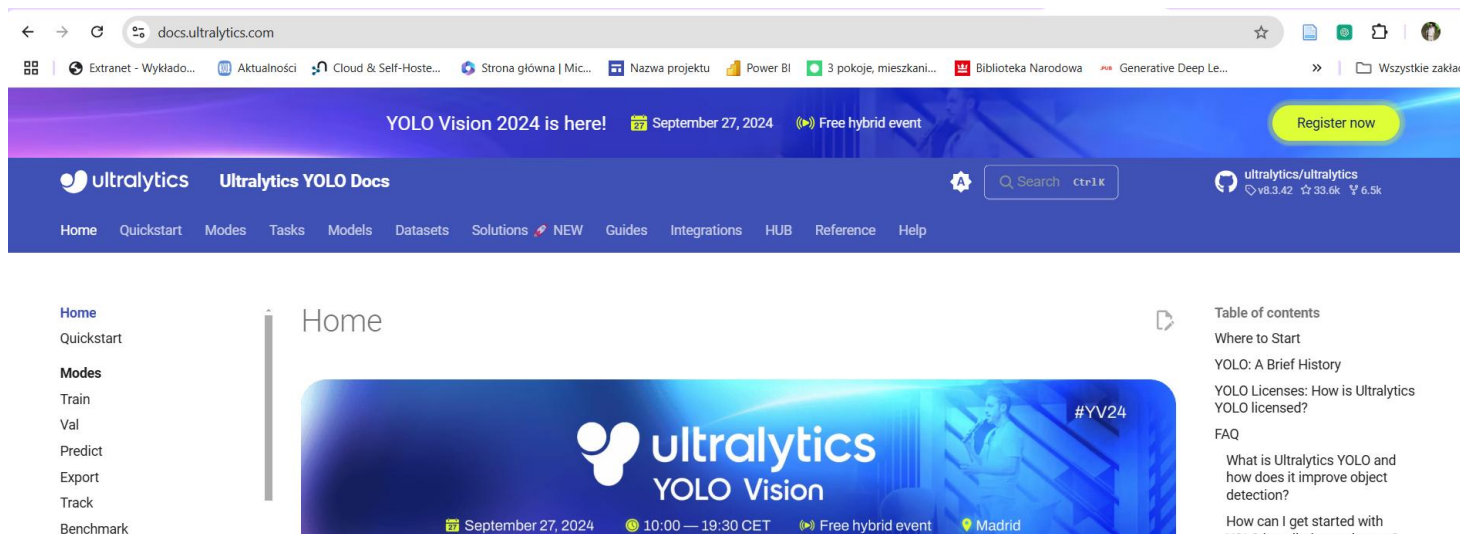 docs.ultralytics.com
Extranet - Wykłado... Aktualności Cloud & Self-Hoste... Strona główna | Mic... Nazwa projektu Power BI 3 pokoje, mieszkani... Biblioteka Narodowa Generative Deep Le... » Wszystkie zakła
YOLO Vision 2024 is here! 27 September 27, 2024 Free hybrid event Register now
ultralytics Ultralytics YOLO Docs A Search Ctrl K ultralytics/ultralytics
v8.3.42 33.6k 6.5k
Home Quickstart Modes Tasks Models Datasets Solutions 🚀 NEW Guides Integrations HUB Reference Help
Home
Quickstart
Modes
Train
Val
Predict
Export
Track
Benchmark
Home
#YV24
ultralytics
YOLO Vision
27 September 27, 2024 10:00 — 19:30 CET Free hybrid event Madrid
Table of contents
Where to Start
YOLO: A Brief History
YOLO Licenses: How is Ultralytics
YOLO licensed?
FAQ
What is Ultralytics YOLO and
how does it improve object
detection?
How can I get started with